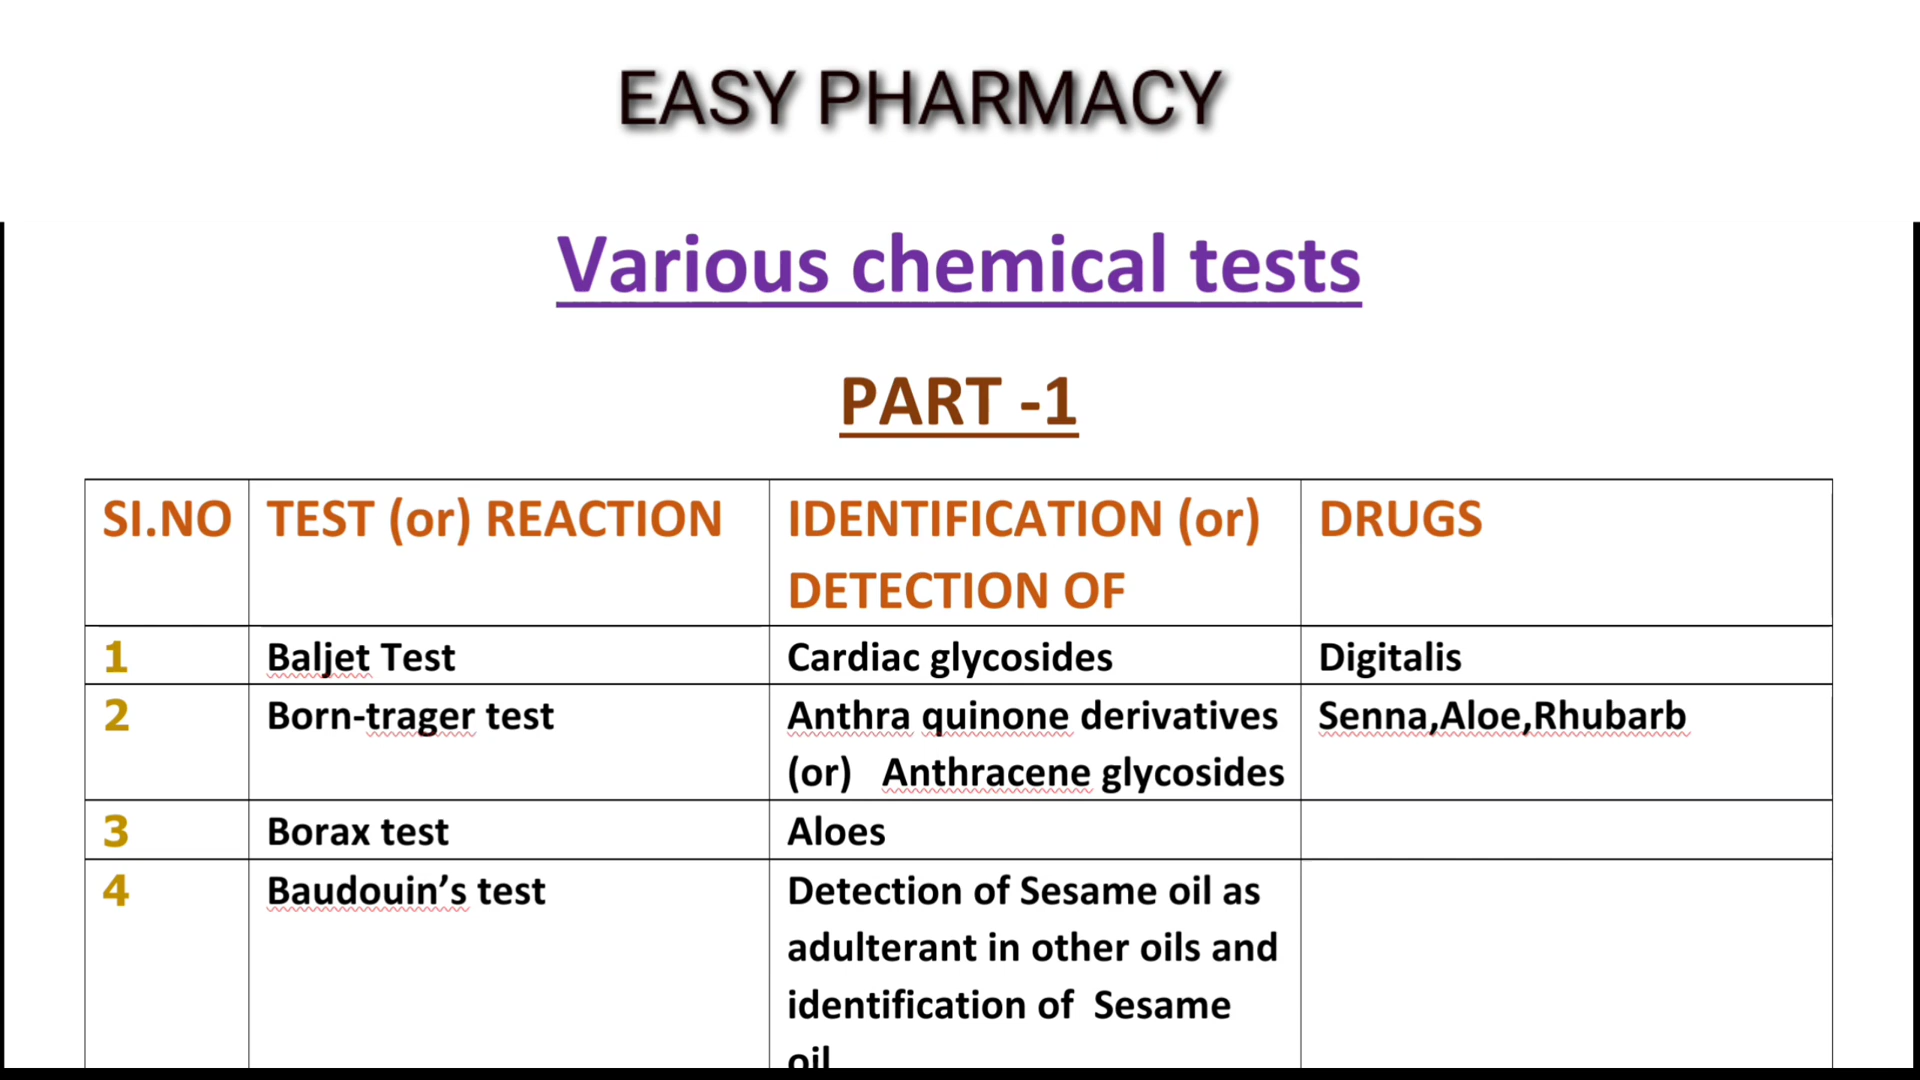 EASY PHARMACY
Various chemical tests
PART -1
SI.NO TEST (or) REACTION IDENTIFICATION (or) DRUGS
DETECTION OF
1 Baljet Test Cardiac glycosides Digitalis
2 Born-trager test Anthra quinone derivatives Senna,Aloe,Rhubarb
(or) Anthracene glycosides
3 Borax test Aloes
4 Baudouin’s test Detection of Sesame oil as
adulterant in other oils and
identification of Sesame
oil